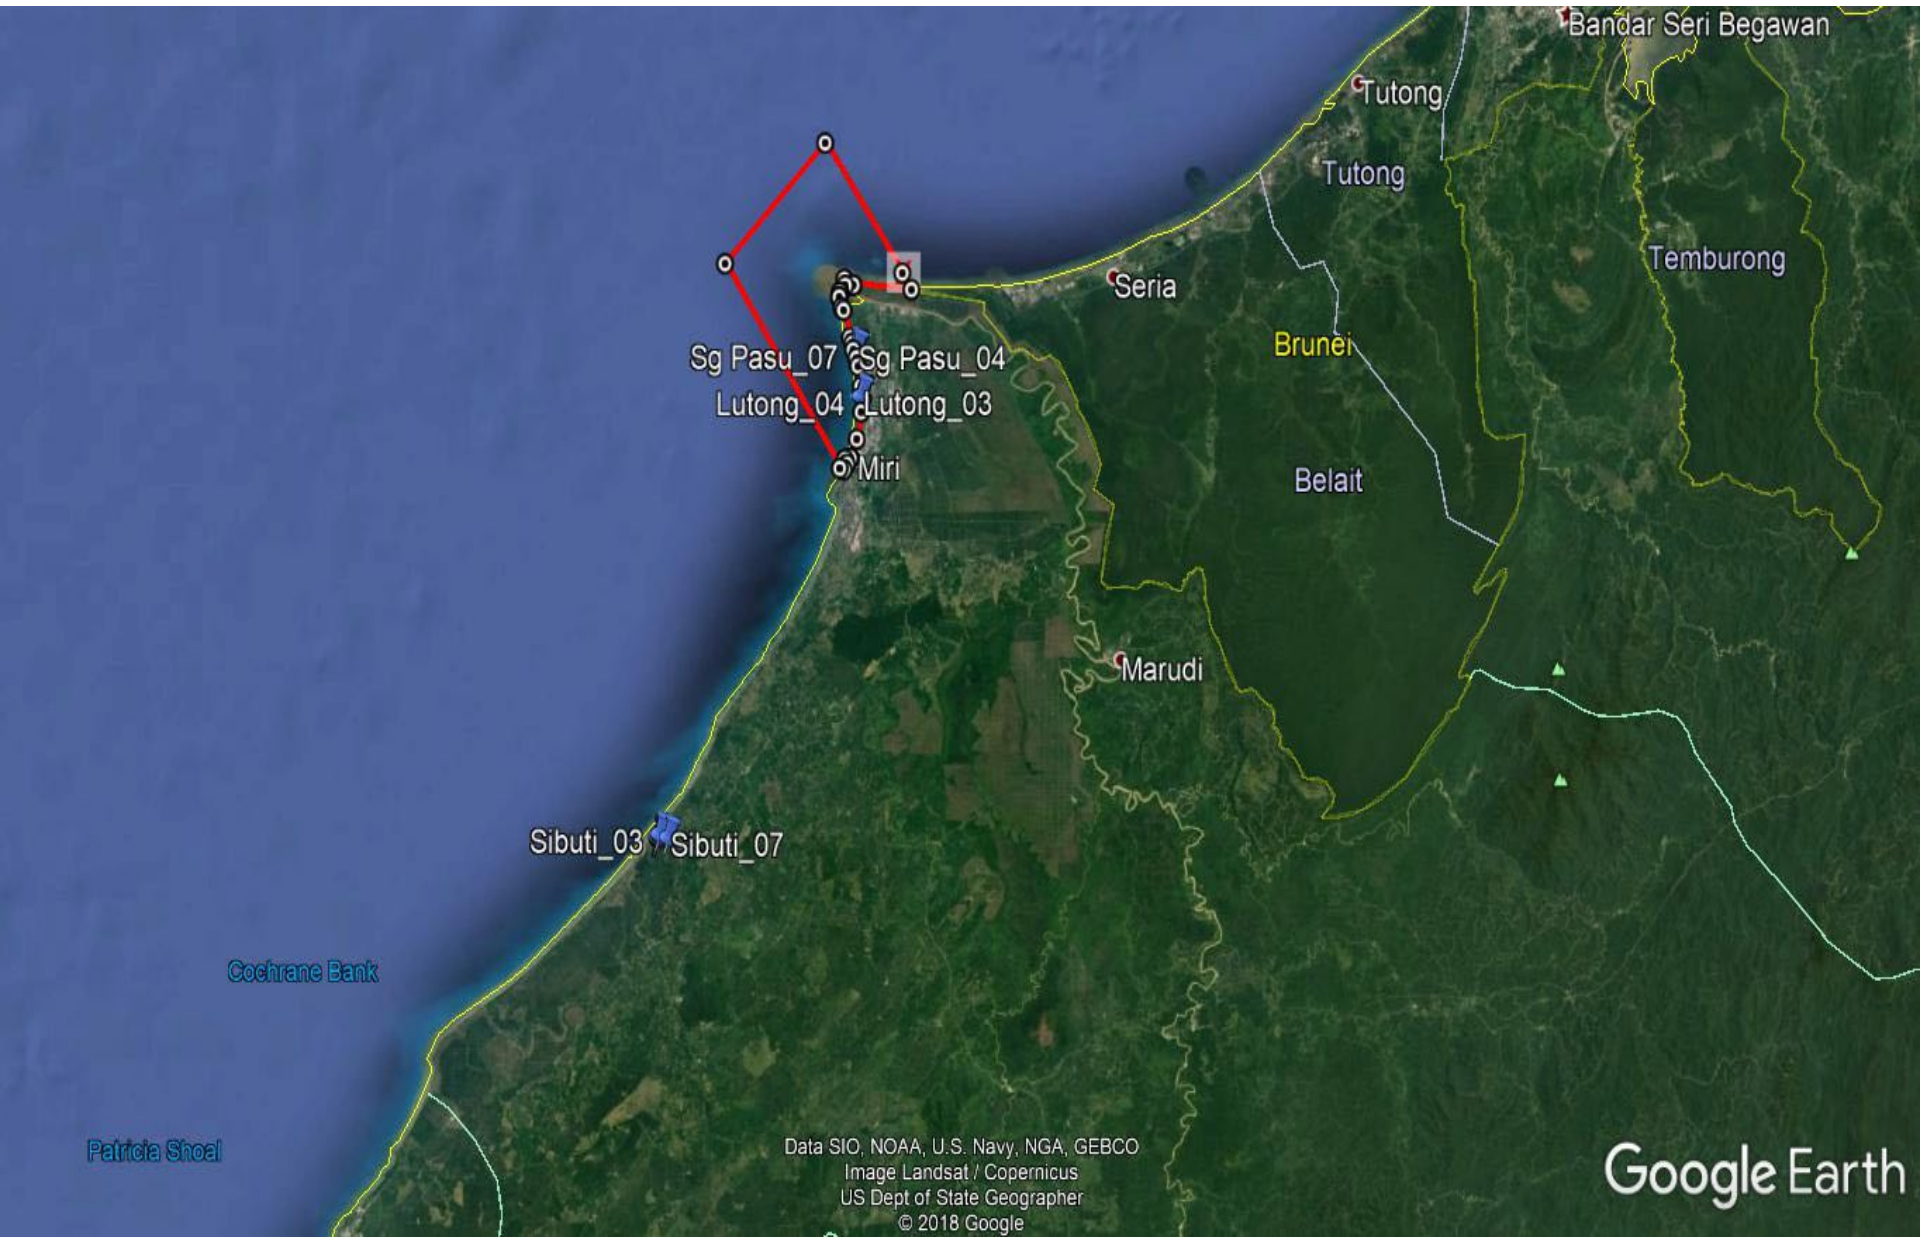 Bandar Seri Begawan
Tutong
Tutong
Temburong
Seria
Brunei
Sg Pasu_07
Sg Pasu_04
Lutong_04
Lutong_03
Miri
Belait
Marudi
Sibuti_03
Sibuti_07
Cochrane Bank
Patricia Shoal
Data SIO, NOAA, U.S. Navy, NGA, GEBCO
Image Landsat / Copernicus
US Dept of State Geographer
© 2018 Google
Google Earth